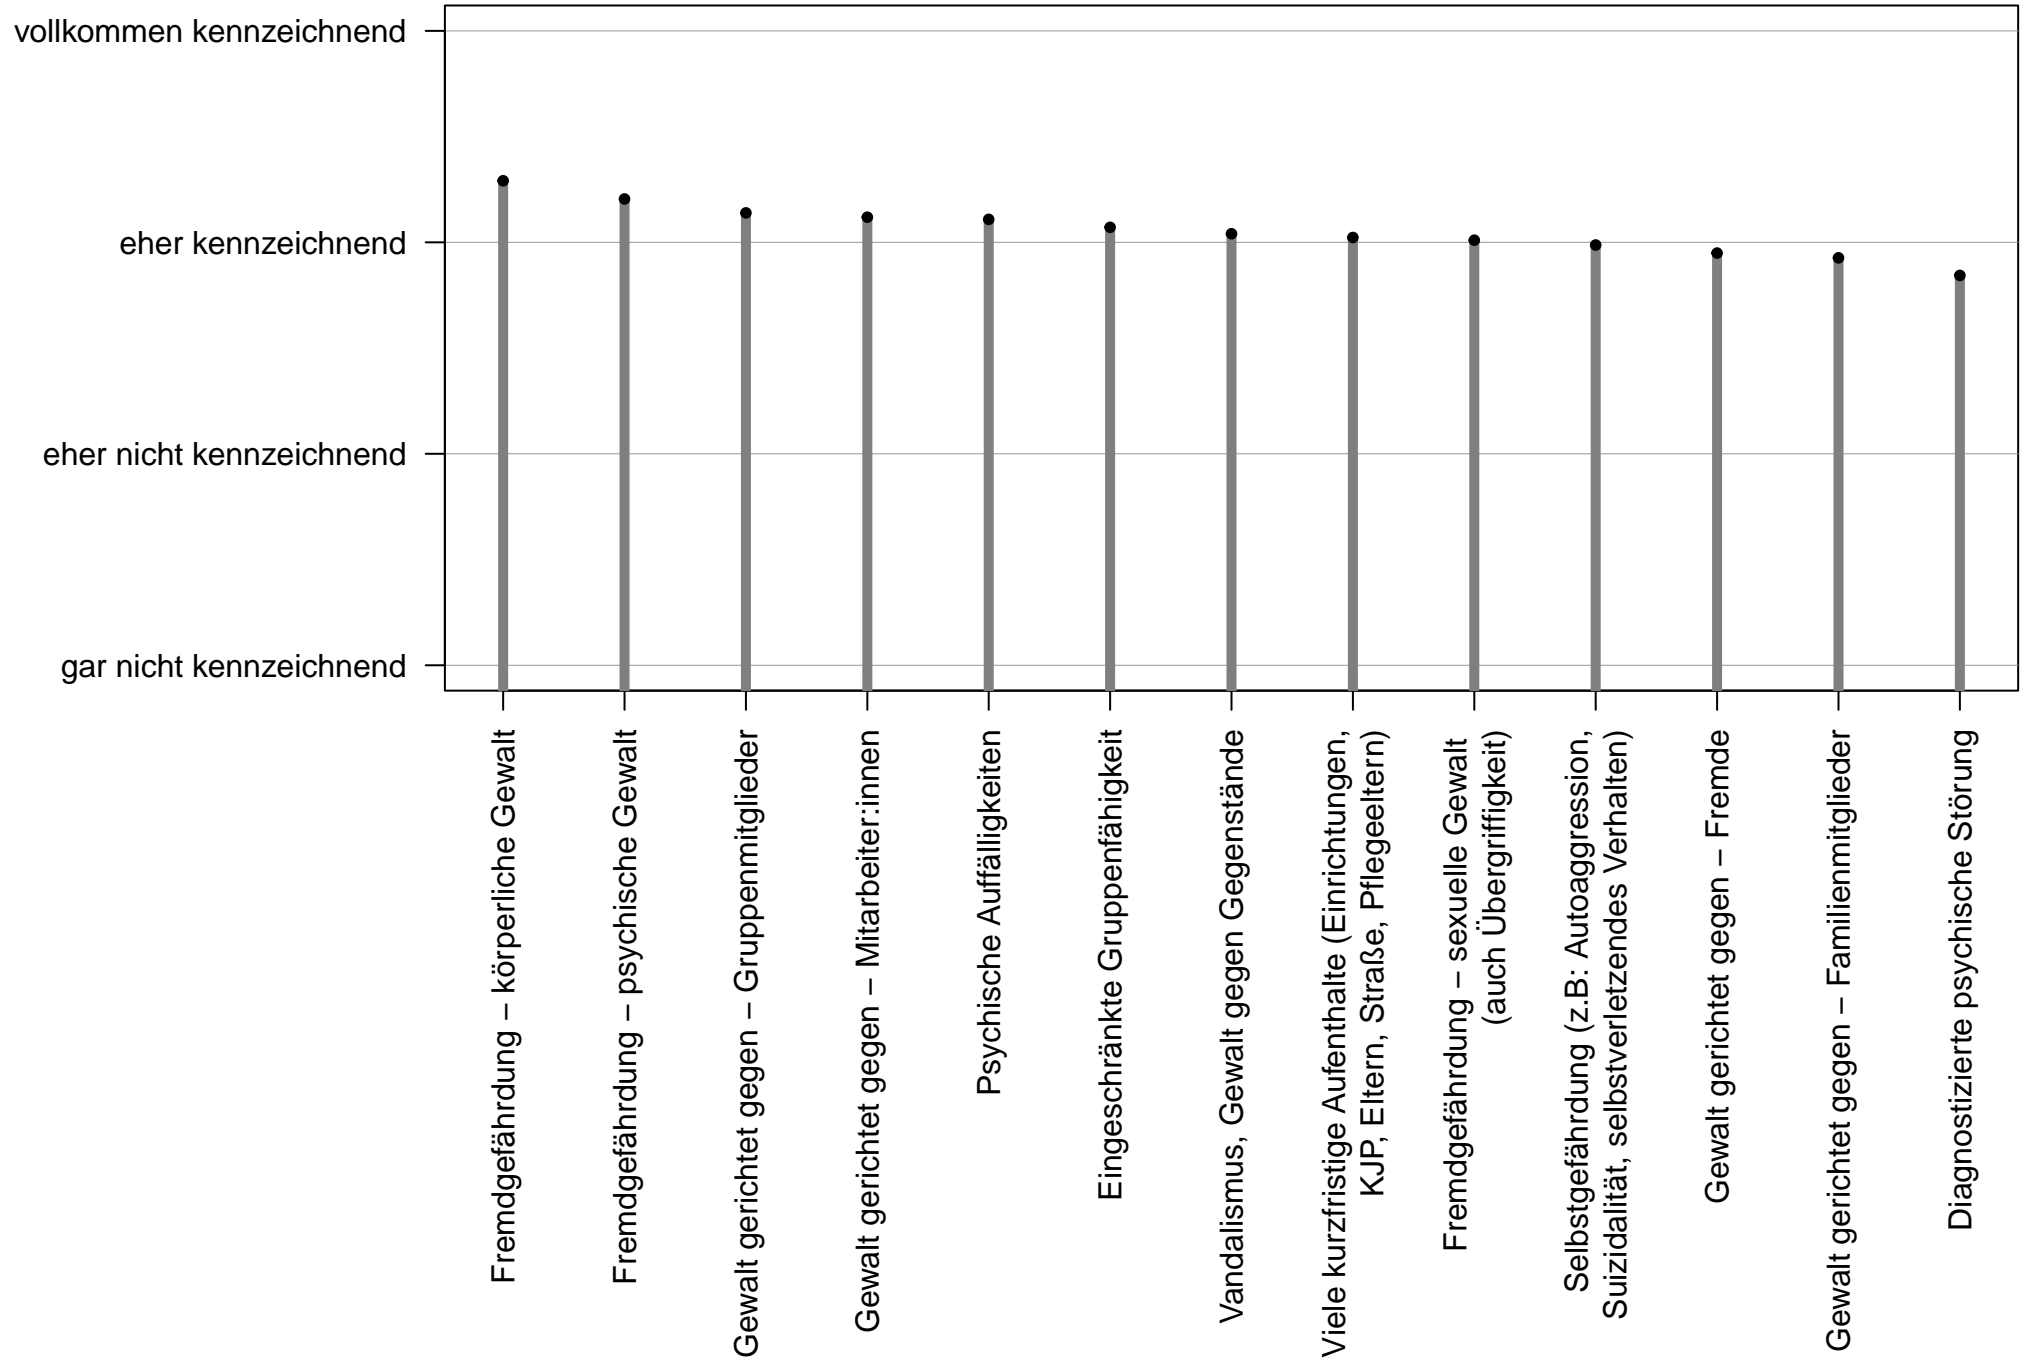 vollkommen kennzeichnend
eher kennzeichnend
eher nicht kennzeichnend
gar nicht kennzeichnend
Fremdgefährdung – körperliche Gewalt
Fremdgefährdung – psychische Gewalt
Gewalt gerichtet gegen – Gruppenmitglieder
Gewalt gerichtet gegen – Mitarbeiter:innen
Psychische Auffälligkeiten
Eingeschränkte Gruppenfähigkeit
Vandalismus, Gewalt gegen Gegenstände
Viele kurzfristige Aufenthalte (Einrichtungen,
KJP, Eltern, Straße, Pflegeeltern)
Fremdgefährdung – sexuelle Gewalt
(auch Übergriffigkeit)
Selbstgefährdung (z.B: Autoaggression,
Suizidalität, selbstverletzendes Verhalten)
Gewalt gerichtet gegen – Fremde
Gewalt gerichtet gegen – Familienmitglieder
Diagnostizierte psychische Störung